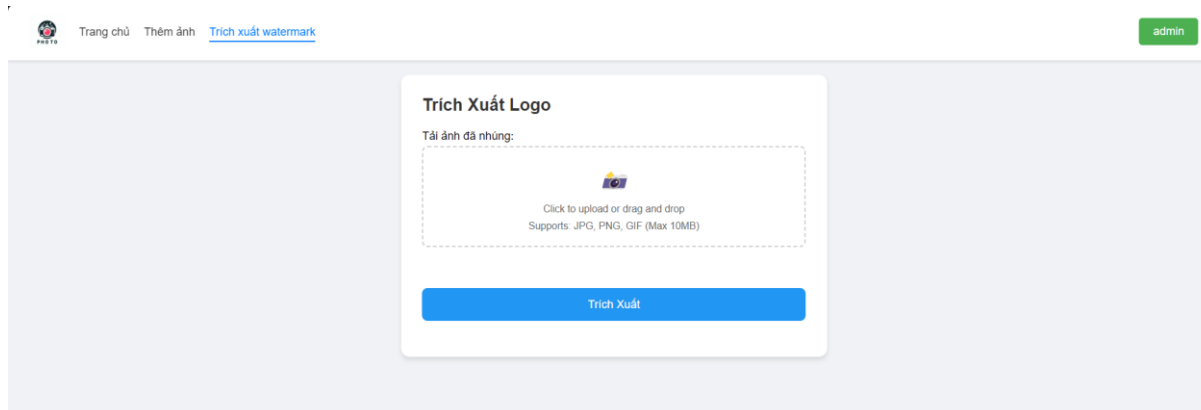 PHOTO
Trang chủ Thêm ảnh Trích xuất watermark
admin
Trích Xuất Logo
Tải ảnh đã nhúng:
Click to upload or drag and drop
Supports: JPG, PNG, GIF (Max 10MB)
Trích Xuất